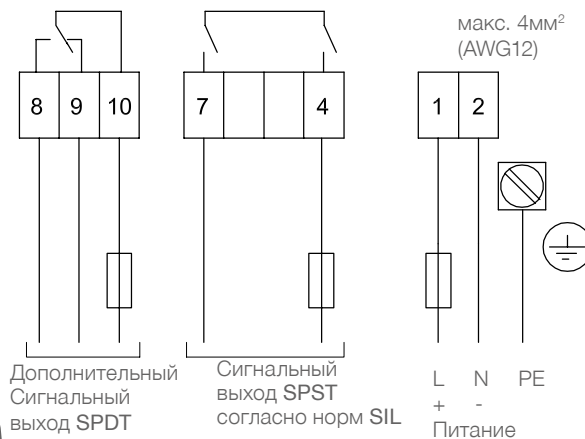 макс. 4мм²
(AWG12)
8 9 10
7 4
1 2
Дополнительный
Сигнальный
выход SPDT
Сигнальный
выход SPST
согласно норм SIL
L N PE
+ -
Питание